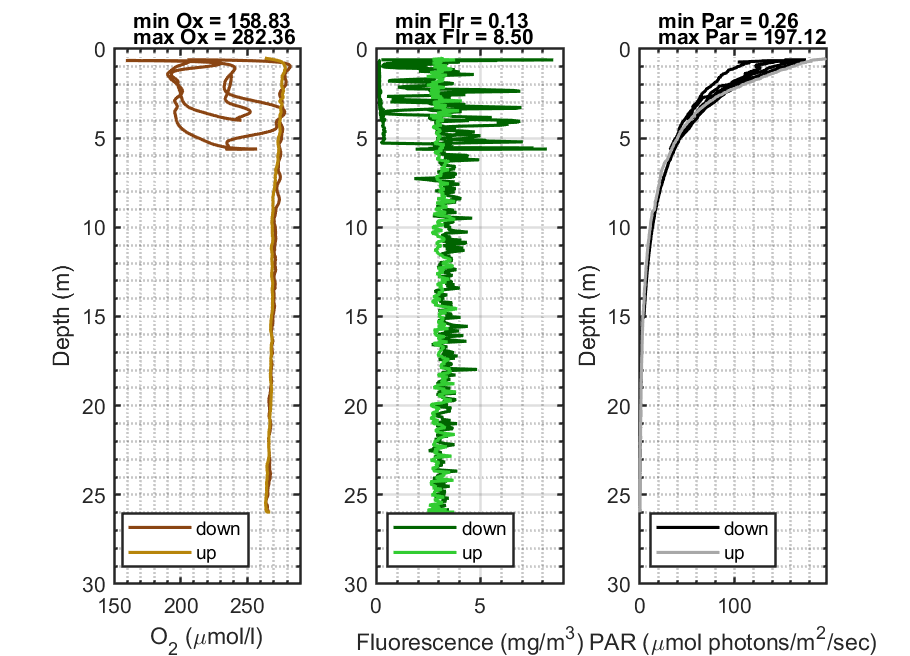 min Ox = 158.83
max Ox = 282.36
min Flr = 0.13
max Flr = 8.50
min Par = 0.26
max Par = 197.12
0
5
10
15
20
25
30
Depth (m)
150 200 250
O2 (μmol/l)
down
up
0
5
10
15
20
25
30
0 5
Fluorescence (mg/m3)
down
up
0
5
10
15
20
25
30
Depth (m)
0 100
PAR (μmol photons/m2/sec)
down
up